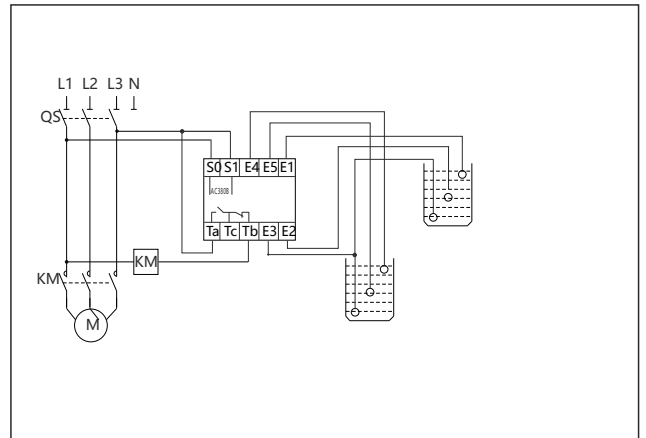 L1 L2 L3 N
QS
S0 S1 E4 E5 E1
AC380B
Ta Tc Tb E3 E2
KM
KM
M